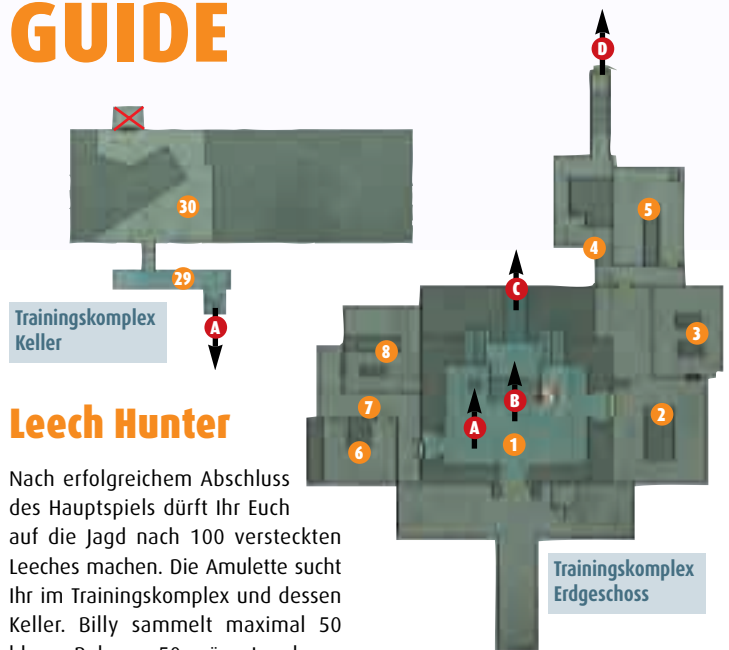 GUIDE
D
30
5
4
29
C
Trainingskomplex
Keller
A
3
8
B
7
2
A
1
6
Leech Hunter
Nach erfolgreichem Abschluss
des Hauptspiels dürft Ihr Euch
auf die Jagd nach 100 versteckten
Leeches machen. Die Amulette sucht
Ihr im Trainingskomplex und dessen
Keller. Billy sammelt maximal 50
Trainingskomplex
Erdgeschoss